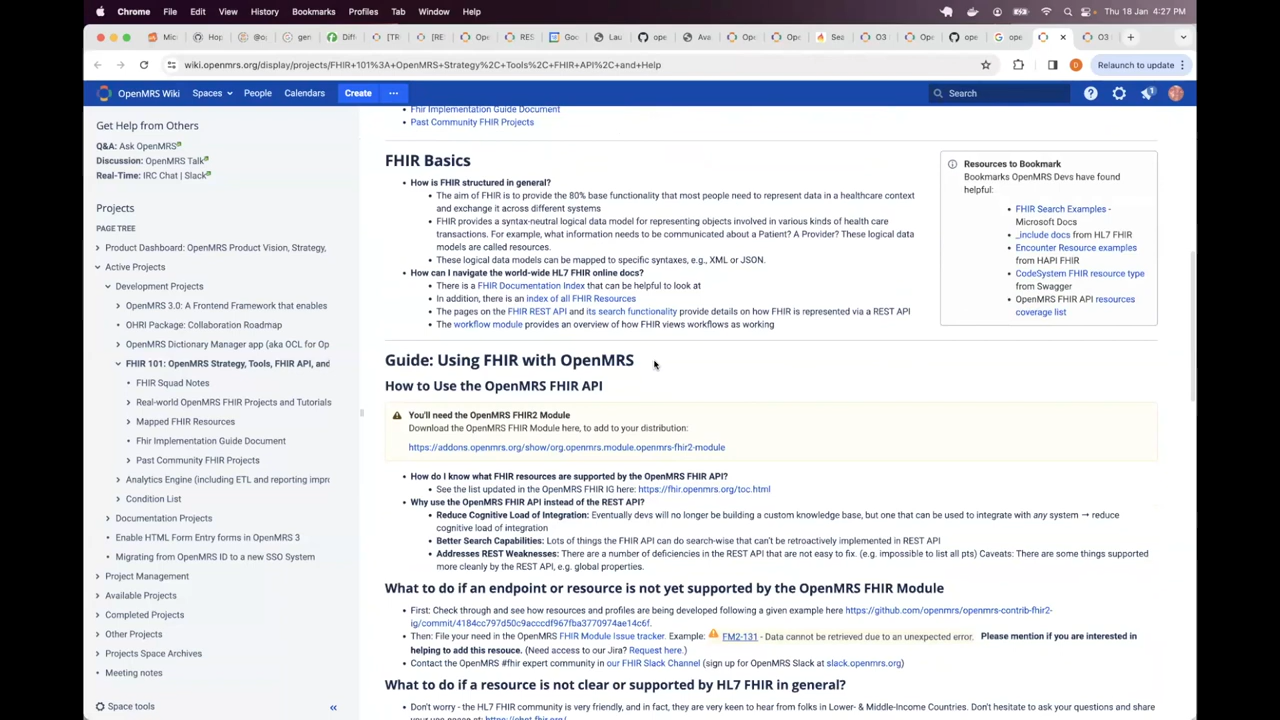 Chrome File Edit View History Bookmarks Profiles Tab Window Help Thu 18 Jan 4:27 PM
Mic Hop @op gen Diff [TR [RE Ope RES Goo Lau ope Ava Ope Ope Sea O3 Ope ope ope O3
wiki.openmrs.org/display/projects/FHIR+101%3A+OpenMRS+Strategy%2C+Tools%2C+FHIR+API%2C+and+Help Relaunch to update
OpenMRS Wiki Spaces People Calendars Create ... Search
Get Help from Others
Q&A: Ask OpenMRS
Discussion: OpenMRS Talk
Real-Time: IRC Chat | Slack
Projects
PAGE TREE
Product Dashboard: OpenMRS Product Vision, Strategy,
Active Projects
Development Projects
OpenMRS 3.0: A Frontend Framework that enables
OHRI Package: Collaboration Roadmap
OpenMRS Dictionary Manager app (aka OCL for Op
FHIR 101: OpenMRS Strategy, Tools, FHIR API, and
FHIR Squad Notes
Real-world OpenMRS FHIR Projects and Tutorials
Mapped FHIR Resources
Fhir Implementation Guide Document
Past Community FHIR Projects
Analytics Engine (including ETL and reporting impro
Condition List
Documentation Projects
Enable HTML Form Entry forms in OpenMRS 3
Migrating from OpenMRS ID to a new SSO System
Project Management
Available Projects
Completed Projects
Other Projects
Projects Space Archives
Meeting notes
Space tools
Fhir Implementation Guide Document
Past Community FHIR Projects
FHIR Basics
How is FHIR structured in general?
The aim of FHIR is to provide the 80% base functionality that most people need to represent data in a healthcare context
and exchange it across different systems
FHIR provides a syntax-neutral logical data model for representing objects involved in various kinds of health care
transactions. For example, what information needs to be communicated about a Patient? A Provider? These logical data
models are called resources.
These logical data models can be mapped to specific syntaxes, e.g., XML or JSON.
How can I navigate the world-wide HL7 FHIR online docs?
There is a FHIR Documentation Index that can be helpful to look at
In addition, there is an index of all FHIR Resources
The pages on the FHIR REST API and its search functionality provide details on how FHIR is represented via a REST API
The workflow module provides an overview of how FHIR views workflows as working
Resources to Bookmark
Bookmarks OpenMRS Devs have found
helpful:
FHIR Search Examples -
Microsoft Docs
_include docs from HL7 FHIR
Encounter Resource examples
from HAPI FHIR
CodeSystem FHIR resource type
from Swagger
OpenMRS FHIR API resources
coverage list
Guide: Using FHIR with OpenMRS
How to Use the OpenMRS FHIR API
You'll need the OpenMRS FHIR2 Module
Download the OpenMRS FHIR Module here, to add to your distribution:
https://addons.openmrs.org/show/org.openmrs.module.openmrs-fhir2-module
How do I know what FHIR resources are supported by the OpenMRS FHIR API?
See the list updated in the OpenMRS FHIR IG here: https://fhir.openmrs.org/toc.html
Why use the OpenMRS FHIR API instead of the REST API?
Reduce Cognitive Load of Integration: Eventually devs will no longer be building a custom knowledge base, but one that can be used to integrate with any system → reduce
cognitive load of integration
Better Search Capabilities: Lots of things the FHIR API can do search-wise that can't be retroactively implemented in REST API
Addresses REST Weaknesses: There are a number of deficiencies in the REST API that are not easy to fix. (e.g. impossible to list all pts) Caveats: There are some things supported
more cleanly by the REST API, e.g. global properties.
What to do if an endpoint or resource is not yet supported by the OpenMRS FHIR Module
First: Check through and see how resources and profiles are being developed following a given example here https://github.com/openmrs/openmrs-contrib-fhir2-
ig/commit/4184cc797d50c9acccdf967fba3770974ae14c6f.
Then: File your need in the OpenMRS FHIR Module Issue tracker. Example: FM2-131 - Data cannot be retrieved due to an unexpected error. Please mention if you are interested in
helping to add this resouce. (Need access to our Jira? Request here.)
Contact the OpenMRS #fhir expert community in our FHIR Slack Channel (sign up for OpenMRS Slack at slack.openmrs.org)
What to do if a resource is not clear or supported by HL7 FHIR in general?
Don't worry - the HL7 FHIR community is very friendly, and in fact, they are very keen to hear from folks in Lower- & Middle-Income Countries. Don't hesitate to ask your questions and share